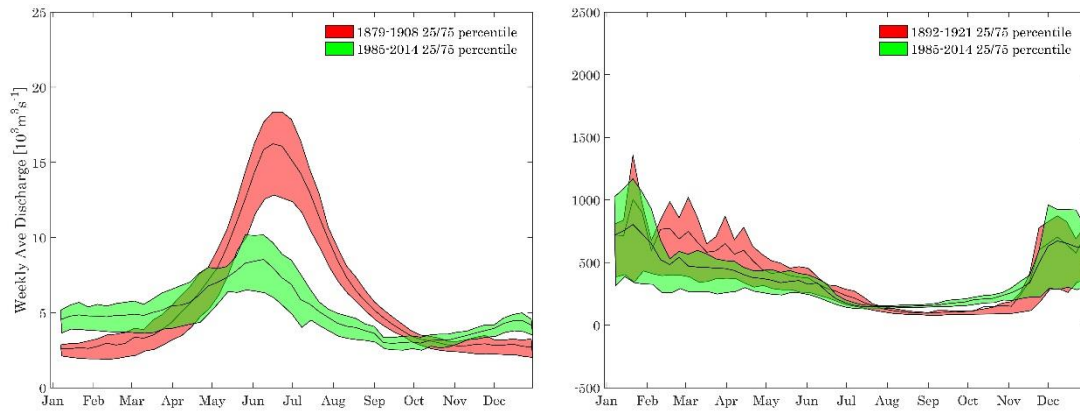 25
20
15
10
5
0
Weekly Ave Discharge [10³m³s⁻¹]
1879-1908 25/75 percentile
1985-2014 25/75 percentile
Jan Feb Mar Apr May Jun Jul Aug Sep Oct Nov Dec
2500
2000
1500
1000
500
0
-500
1892-1921 25/75 percentile
1985-2014 25/75 percentile
Jan Feb Mar Apr May Jun Jul Aug Sep Oct Nov Dec